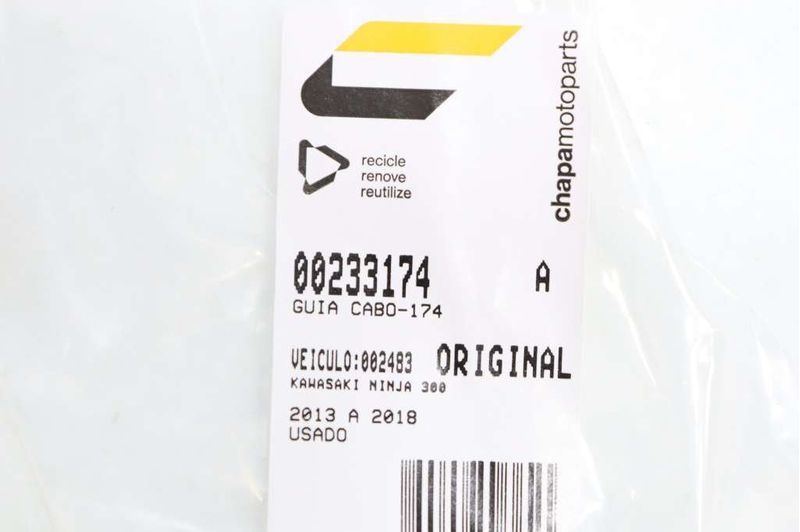 chapamotoparts
recicle
renove
reutilize
00233174 A
GUIA CABO-174
VEICULO:002483 ORIGINAL
KAWASAKI NINJA 300
2013 A 2018
USADO